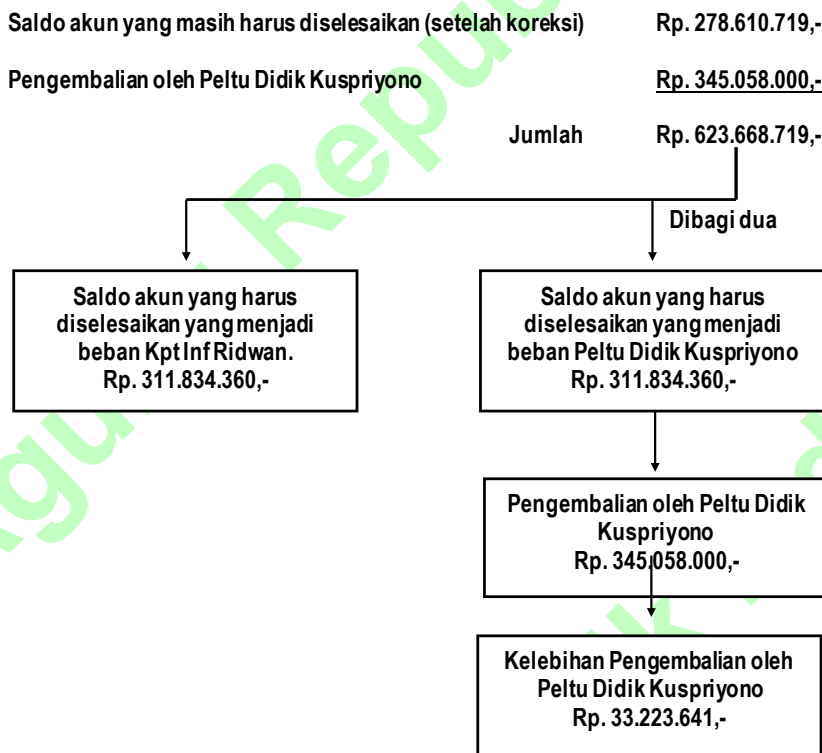 Saldo akun yang masih harus diselesaikan (setelah koreksi) Rp. 278.610.719,-
Pengembalian oleh Peltu Didik Kuspriyono Rp. 345.058.000,-
Jumlah Rp. 623.668.719,-
Dibagi dua
Saldo akun yang harus
diselesaikan yang menjadi
beban Kpt Inf Ridwan.
Rp. 311.834.360,-
Saldo akun yang harus
diselesaikan yang menjadi
beban Peltu Didik Kuspriyono
Rp. 311.834.360,-
Pengembalian oleh Peltu Didik
Kuspriyono
Rp. 345.058.000,-
Kelebihan Pengembalian oleh
Peltu Didik Kuspriyono
Rp. 33.223.641,-